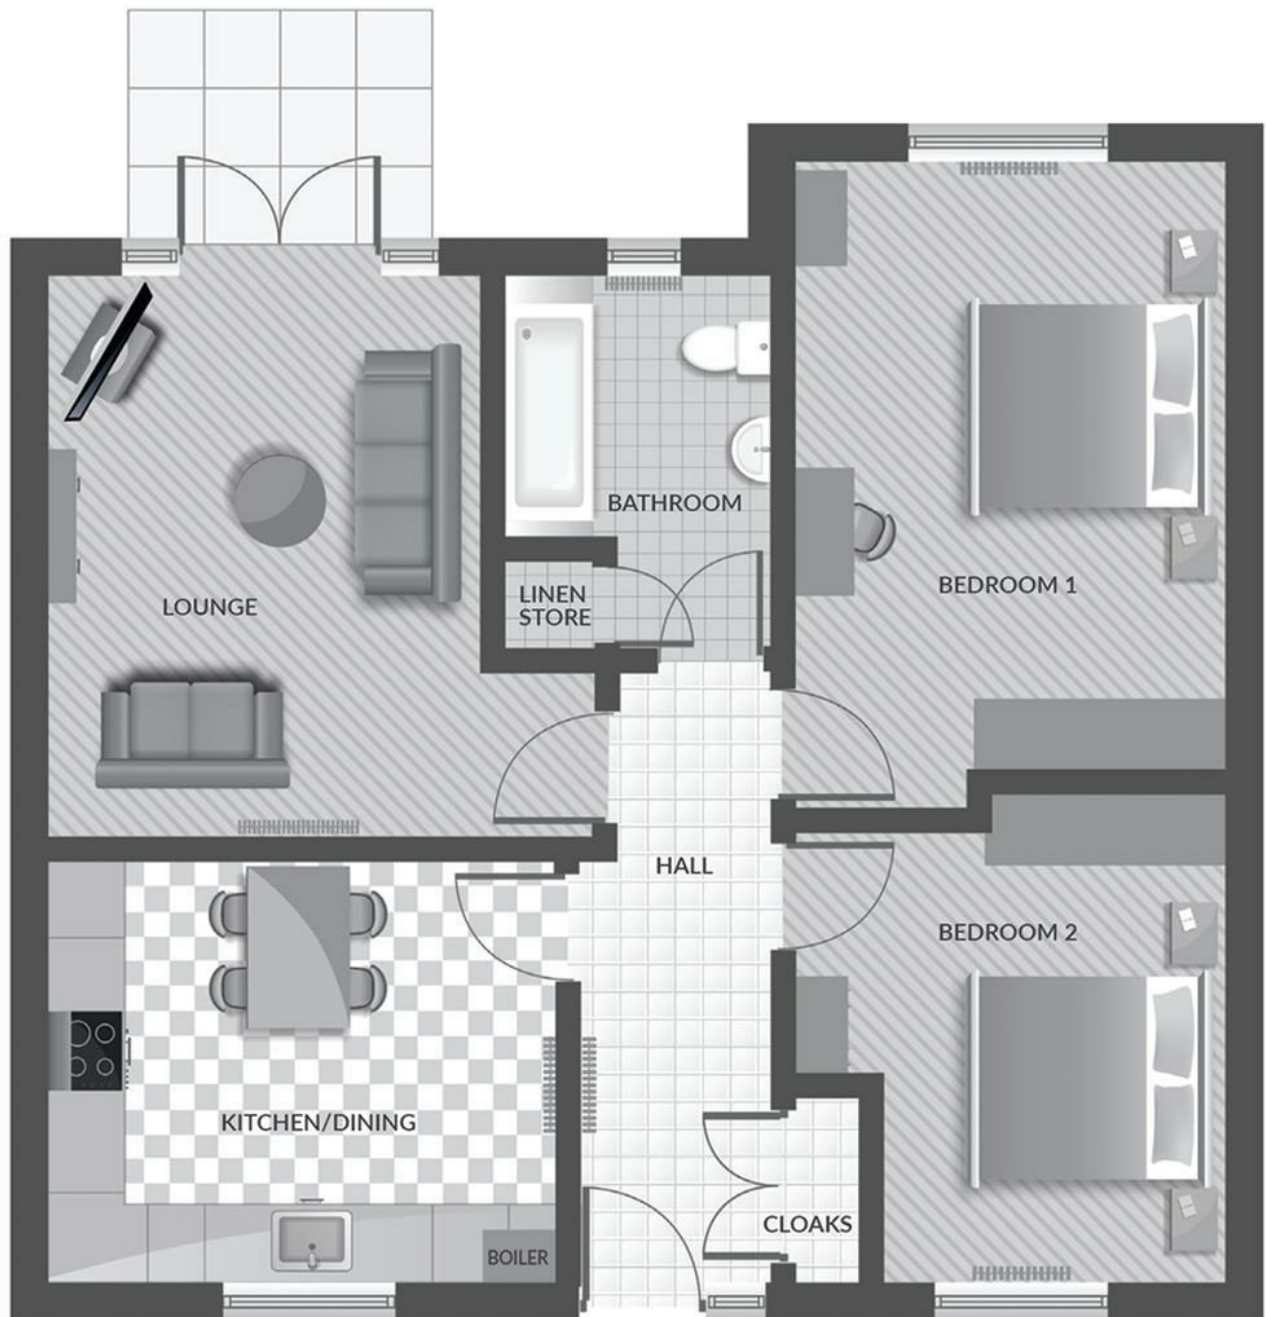 BATHROOM
LINEN
STORE
LOUNGE
BEDROOM 1
HALL
BEDROOM 2
KITCHEN/DINING
CLOAKS
BOILER